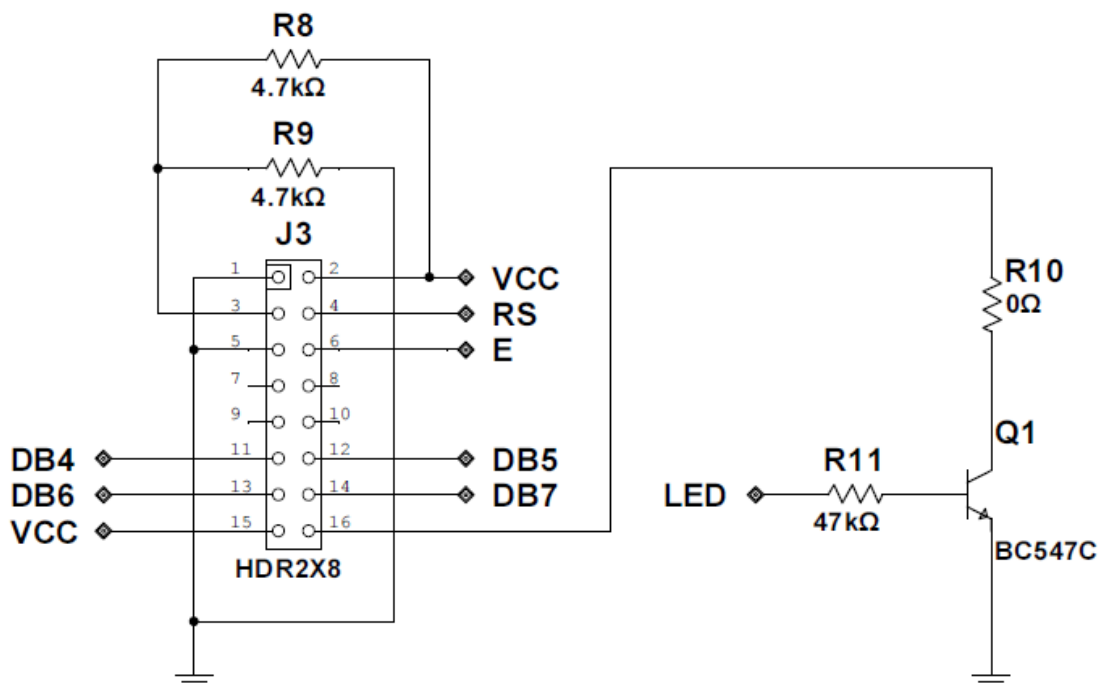 R8
4.7kΩ
R9
4.7kΩ
J3
1 2 VCC
3 4 RS
5 6 E
7 8
9 10
DB4 11 12 DB5
DB6 13 14 DB7
VCC 15 16
HDR2X8
R10
0Ω
Q1
R11
LED
47kΩ
BC547C